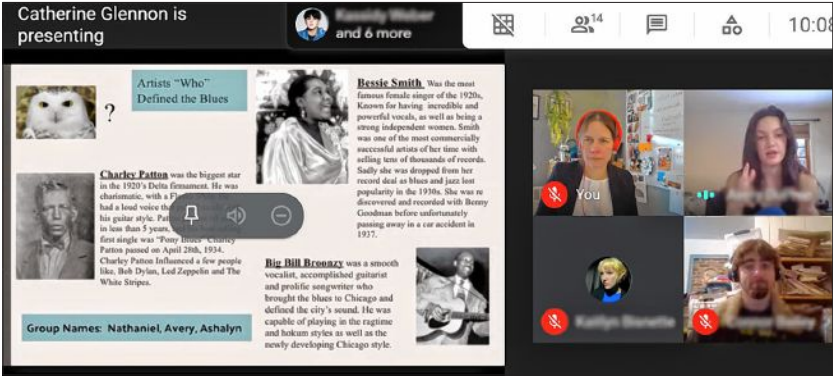 Catherine Glennon is
presenting
and 6 more
14
10:08
?
Artists "Who"
Defined the Blues
Bessie Smith Was the most
famous female singer of the 1920s,
Known for having incredible and
powerful vocals, as well as being a
strong independent women. Smith
was one of the most commercially
successful artists of her time with
selling tens of thousands of records.
Sadly she was dropped from her
record deal as blues and jazz lost
popularity in the 1930s. She was re
discovered and recorded with Benny
Goodman before unfortunately
passing away in a car accident in
1937.
Charley Patton was the biggest star
in the 1920's Delta firmament. He was
charismatic, with a
had a loud voice
his guitar style.
in less than 5 years,
first single was "Pony Blues" Charley
Patton passed on April 28th, 1934.
Charley Patton Influenced a few people
like, Bob Dylan, Led Zeppelin and The
White Stripes.
Big Bill Broonzy was a smooth
vocalist, accomplished guitarist
and prolific songwriter who
brought the blues to Chicago and
defined the city's sound. He was
capable of playing in the ragtime
and hokum styles as well as the
newly developing Chicago style.
Group Names: Nathaniel, Avery, Ashalyn
You